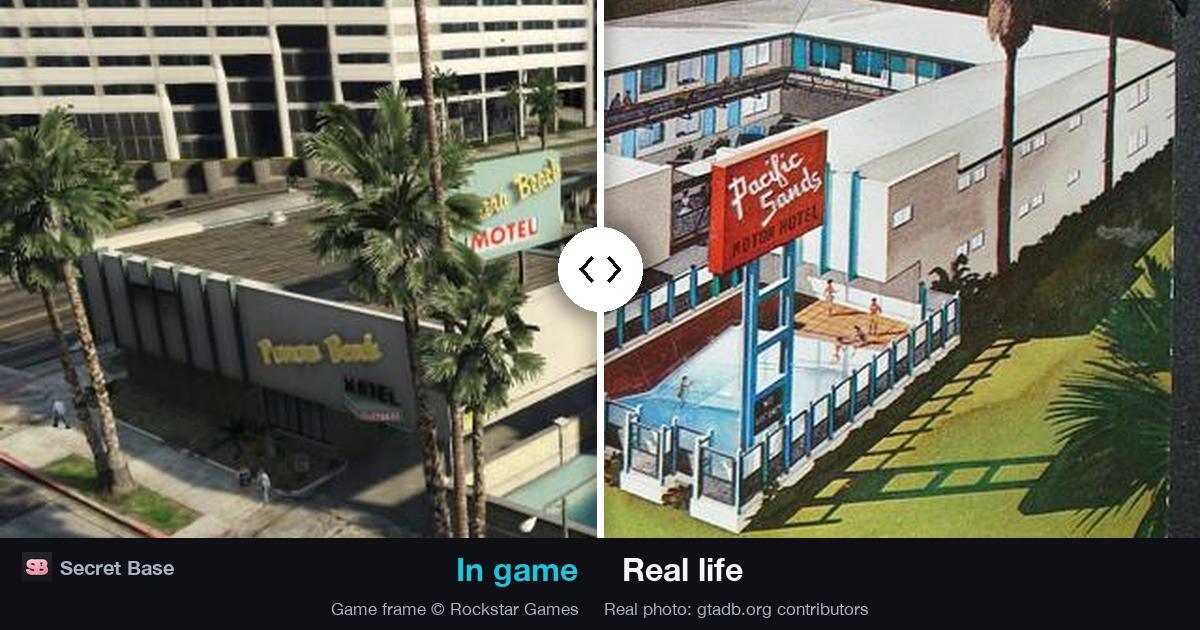 Beach
MOTEL
MOTEL
Pacific
Sands
MOTOR HOTEL
SB Secret Base
In game Real life
Game frame © Rockstar Games Real photo: gtadb.org contributors